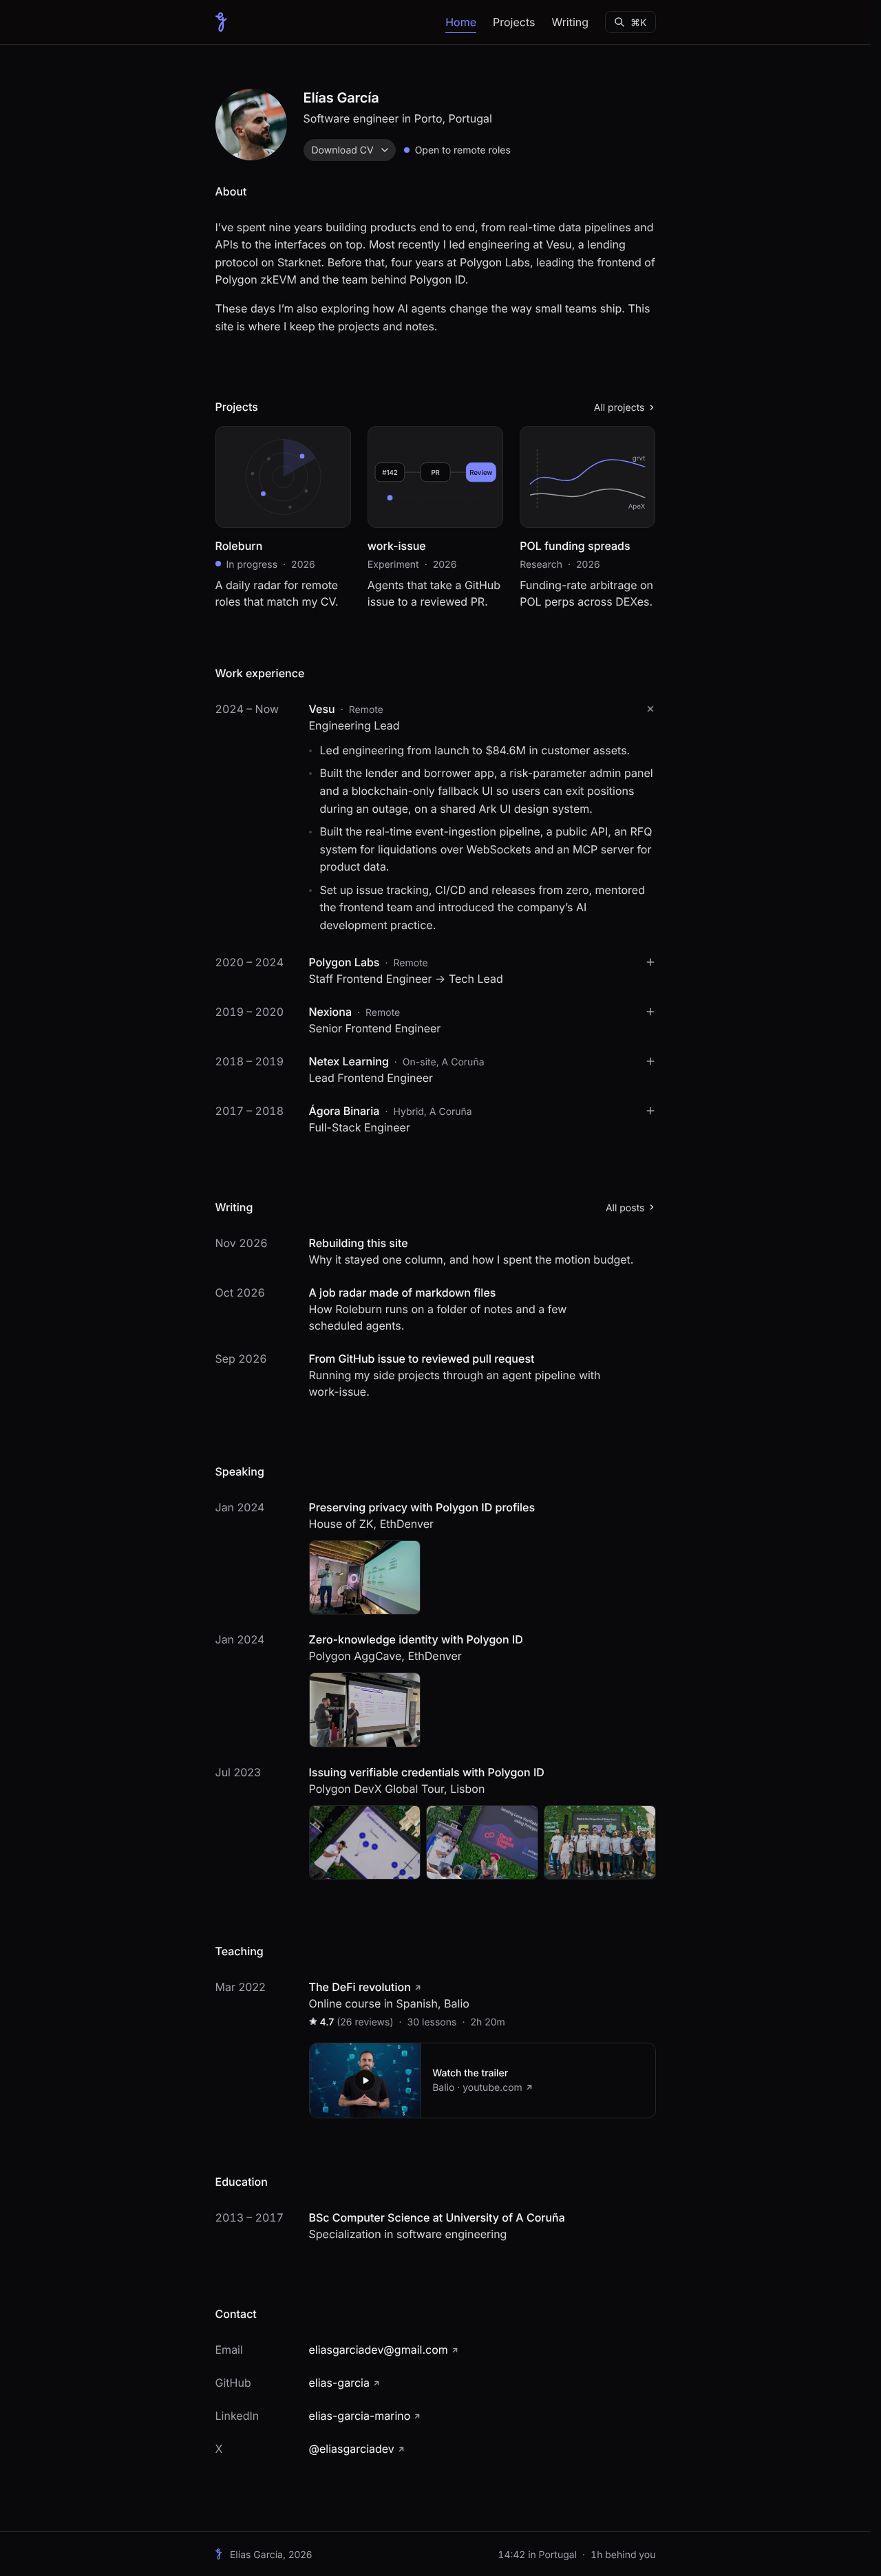 Home Projects Writing ⌘K
Elías García
Software engineer in Porto, Portugal
Download CV Open to remote roles
About
I've spent nine years building products end to end, from real-time data pipelines and
APIs to the interfaces on top. Most recently I led engineering at Vesu, a lending
protocol on Starknet. Before that, four years at Polygon Labs, leading the frontend of
Polygon zkEVM and the team behind Polygon ID.
These days I'm also exploring how AI agents change the way small teams ship. This
site is where I keep the projects and notes.
Projects All projects ›
#142 PR Review
grvt
ApeX
Roleburn
In progress · 2026
A daily radar for remote
roles that match my CV.
work-issue
Experiment · 2026
Agents that take a GitHub
issue to a reviewed PR.
POL funding spreads
Research · 2026
Funding-rate arbitrage on
POL perps across DEXes.
Work experience
2024 – Now Vesu · Remote
Engineering Lead
Led engineering from launch to $84.6M in customer assets.
Built the lender and borrower app, a risk-parameter admin panel
and a blockchain-only fallback UI so users can exit positions
during an outage, on a shared Ark UI design system.
Built the real-time event-ingestion pipeline, a public API, an RFQ
system for liquidations over WebSockets and an MCP server for
product data.
Set up issue tracking, CI/CD and releases from zero, mentored
the frontend team and introduced the company's AI
development practice.
2020 – 2024 Polygon Labs · Remote
Staff Frontend Engineer → Tech Lead
2019 – 2020 Nexiona · Remote
Senior Frontend Engineer
2018 – 2019 Netex Learning · On-site, A Coruña
Lead Frontend Engineer
2017 – 2018 Ágora Binaria · Hybrid, A Coruña
Full-Stack Engineer
Writing All posts ›
Nov 2026 Rebuilding this site
Why it stayed one column, and how I spent the motion budget.
Oct 2026 A job radar made of markdown files
How Roleburn runs on a folder of notes and a few
scheduled agents.
Sep 2026 From GitHub issue to reviewed pull request
Running my side projects through an agent pipeline with
work-issue.
Speaking
Jan 2024 Preserving privacy with Polygon ID profiles
House of ZK, EthDenver
Jan 2024 Zero-knowledge identity with Polygon ID
Polygon AggCave, EthDenver
Jul 2023 Issuing verifiable credentials with Polygon ID
Polygon DevX Global Tour, Lisbon
Teaching
Mar 2022 The DeFi revolution ↗
Online course in Spanish, Balio
★ 4.7 (26 reviews) · 30 lessons · 2h 20m
Watch the trailer
Balio · youtube.com ↗
Education
2013 – 2017 BSc Computer Science at University of A Coruña
Specialization in software engineering
Contact
Email eliasgarciadev@gmail.com ↗
GitHub elias-garcia ↗
LinkedIn elias-garcia-marino ↗
X @eliasgarciadev ↗
Elías García, 2026 14:42 in Portugal · 1h behind you